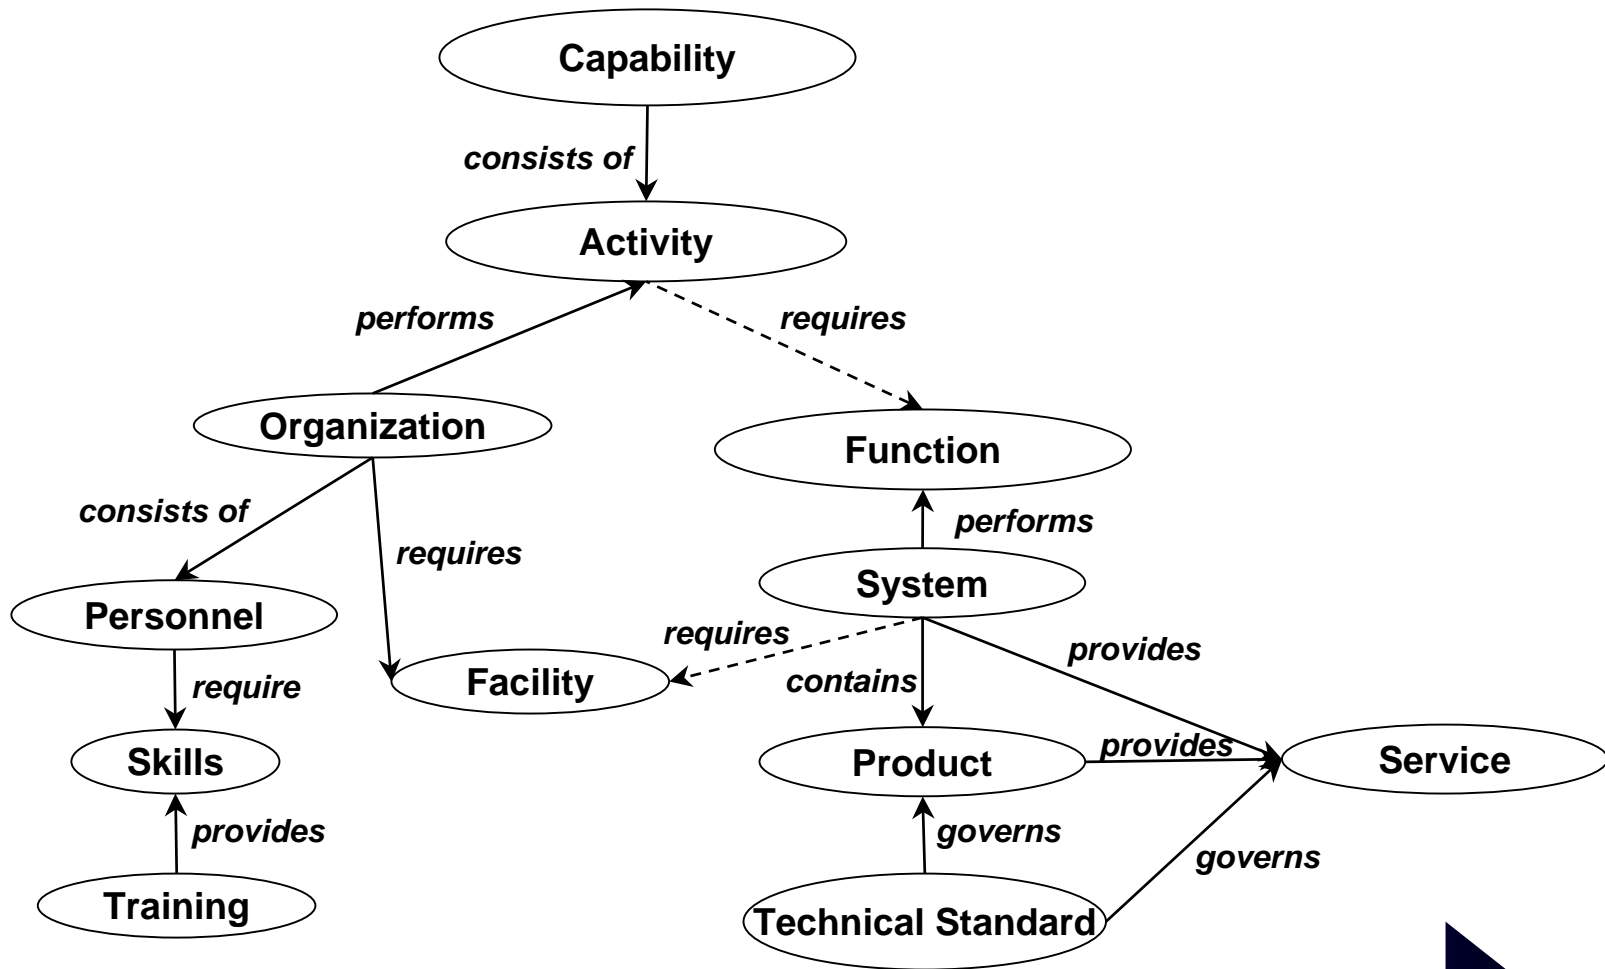 Capability
consists of
Activity
performs
requires
Organization
Function
consists of
performs
requires
System
Personnel
requires
provides
require
Facility
contains
provides
Skills
Product
Service
provides
governs
governs
Training
Technical Standard